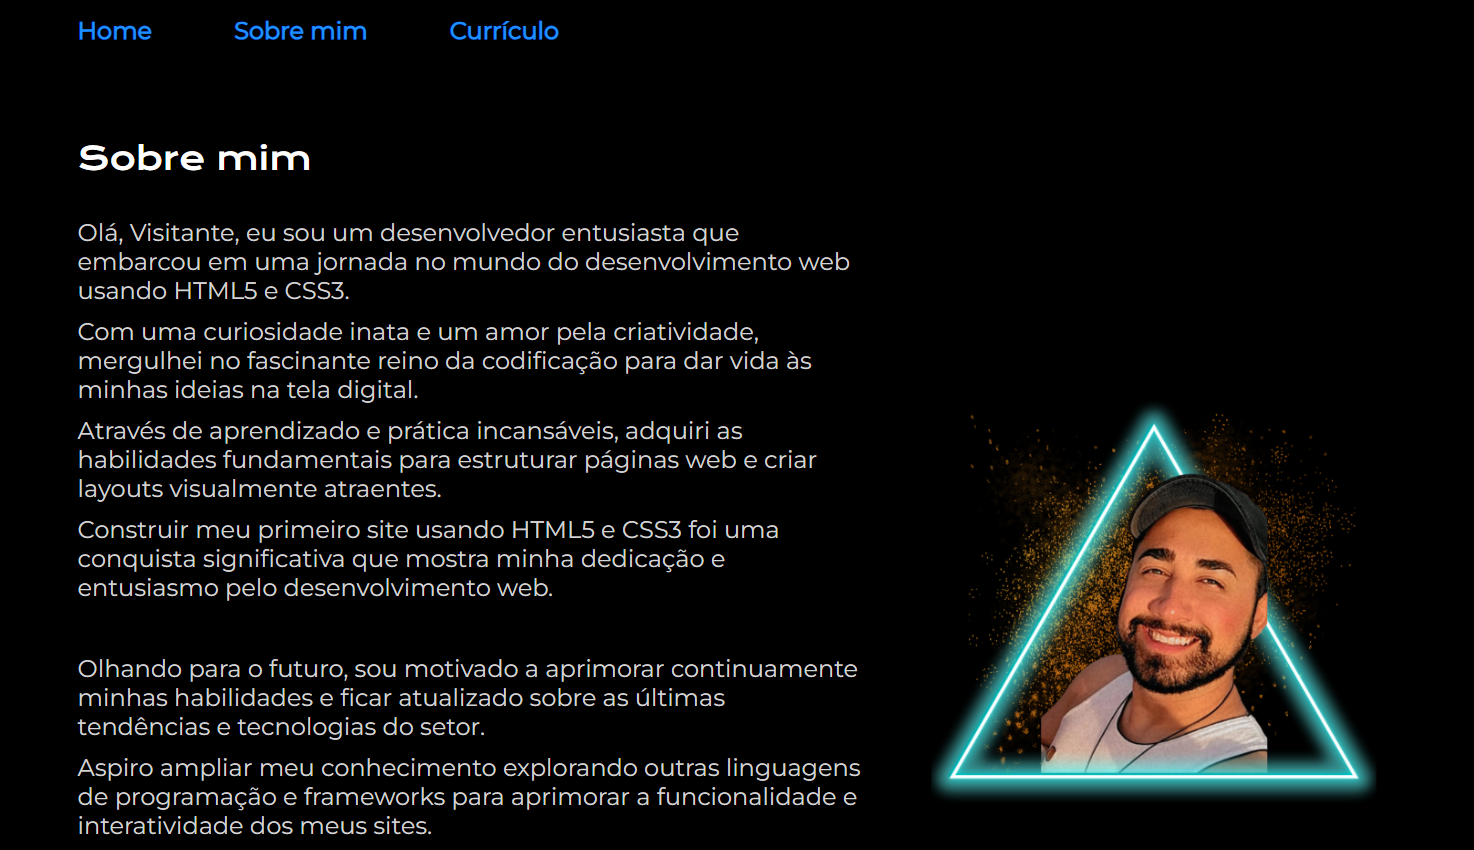 Home Sobre mim Currículo
Sobre mim
Olá, Visitante, eu sou um desenvolvedor entusiasta que
embarcou em uma jornada no mundo do desenvolvimento web
usando HTML5 e CSS3.
Com uma curiosidade inata e um amor pela criatividade,
mergulhei no fascinante reino da codificação para dar vida às
minhas ideias na tela digital.
Através de aprendizado e prática incansáveis, adquiri as
habilidades fundamentais para estruturar páginas web e criar
layouts visualmente atraentes.
Construir meu primeiro site usando HTML5 e CSS3 foi uma
conquista significativa que mostra minha dedicação e
entusiasmo pelo desenvolvimento web.
Olhando para o futuro, sou motivado a aprimorar continuamente
minhas habilidades e ficar atualizado sobre as últimas
tendências e tecnologias do setor.
Aspiro ampliar meu conhecimento explorando outras linguagens
de programação e frameworks para aprimorar a funcionalidade e
interatividade dos meus sites.